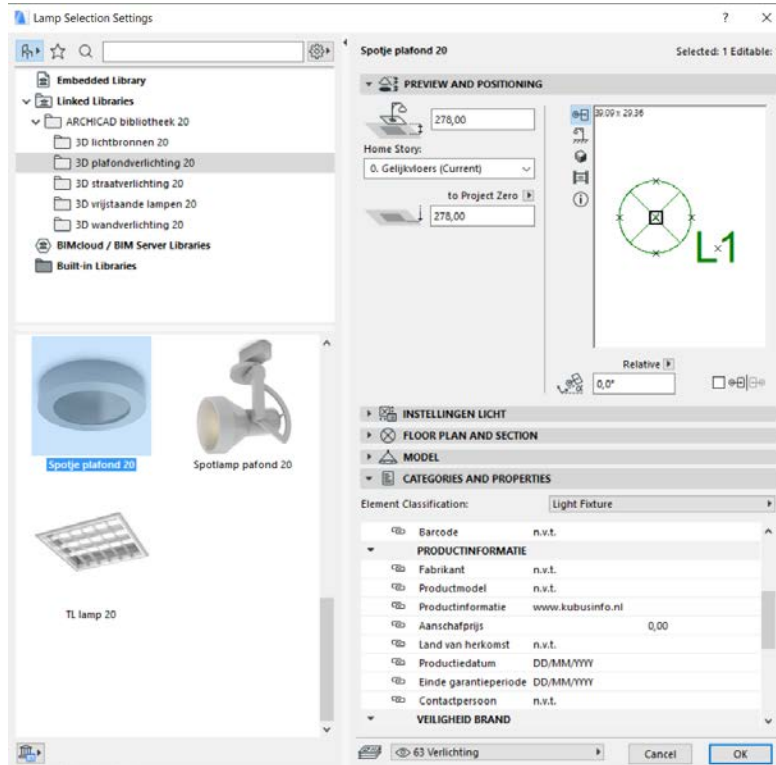 Lamp Selection Settings
? X
Embedded Library
Linked Libraries
ARCHICAD bibliotheek 20
3D lichtbronnen 20
3D plafondverlichting 20
3D straatverlichting 20
3D vrijstaande lampen 20
3D wandverlichting 20
BIMcloud / BIM Server Libraries
Built-in Libraries
Spotje plafond 20
Spotlamp pafond 20
TL lamp 20
Spotje plafond 20
Selected: 1 Editable:
PREVIEW AND POSITIONING
278,00
Home Story:
0. Gelijkvloers (Current)
to Project Zero
278,00
39.09 x 29.36
L1
Relative
0,0°
INSTELLINGEN LICHT
FLOOR PLAN AND SECTION
MODEL
CATEGORIES AND PROPERTIES
Element Classification: Light Fixture
Barcode n.v.t.
PRODUCTINFORMATIE
Fabrikant n.v.t.
Productmodel n.v.t.
Productinformatie www.kubusinfo.nl
Aanschafprijs 0,00
Land van herkomst n.v.t.
Productiedatum DD/MM/YYYY
Einde garantieperiode DD/MM/YYYY
Contactpersoon n.v.t.
VEILIGHEID BRAND
63 Verlichting
Cancel OK